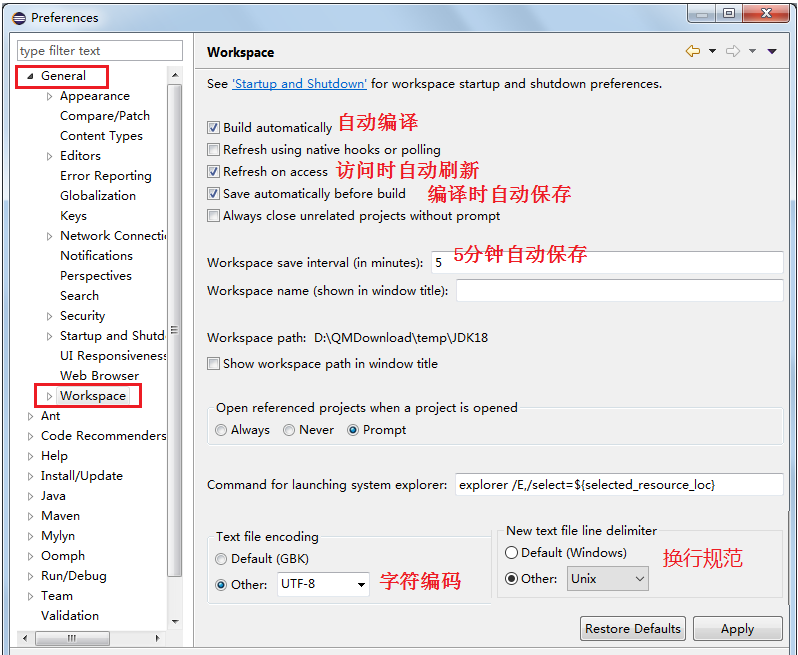 Preferences
type filter text
General
Appearance
Compare/Patch
Content Types
Editors
Error Reporting
Globalization
Keys
Network Connectio
Notifications
Perspectives
Search
Security
Startup and Shutd
UI Responsiveness
Web Browser
Workspace
Ant
Code Recommenders
Help
Install/Update
Java
Maven
Mylyn
Oomph
Run/Debug
Team
Validation
Workspace
See 'Startup and Shutdown' for workspace startup and shutdown preferences.
Build automatically 自动编译
Refresh using native hooks or polling
Refresh on access 访问时自动刷新
Save automatically before build 编译时自动保存
Always close unrelated projects without prompt
Workspace save interval (in minutes): 5 5分钟自动保存
Workspace name (shown in window title):
Workspace path: D:\QMDownload\temp\JDK18
Show workspace path in window title
Open referenced projects when a project is opened
Always Never Prompt
Command for launching system explorer: explorer /E,/select=${selected_resource_loc}
Text file encoding
Default (GBK)
Other: UTF-8 字符编码
New text file line delimiter
Default (Windows) 换行规范
Other: Unix
Restore Defaults Apply